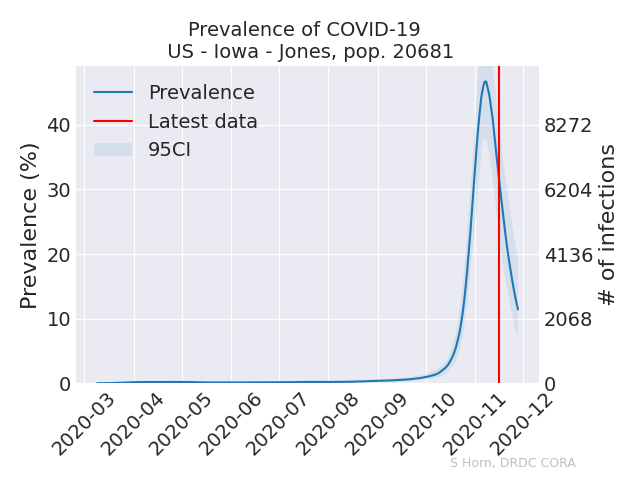 Prevalence of COVID-19
US - Iowa - Jones, pop. 20681
Prevalence
Latest data
95CI
Prevalence (%)
40
30
20
10
0
8272
6204
4136
2068
0
# of infections
2020-03
2020-04
2020-05
2020-06
2020-07
2020-08
2020-09
2020-10
2020-11
2020-12
S Horn, DRDC CORA